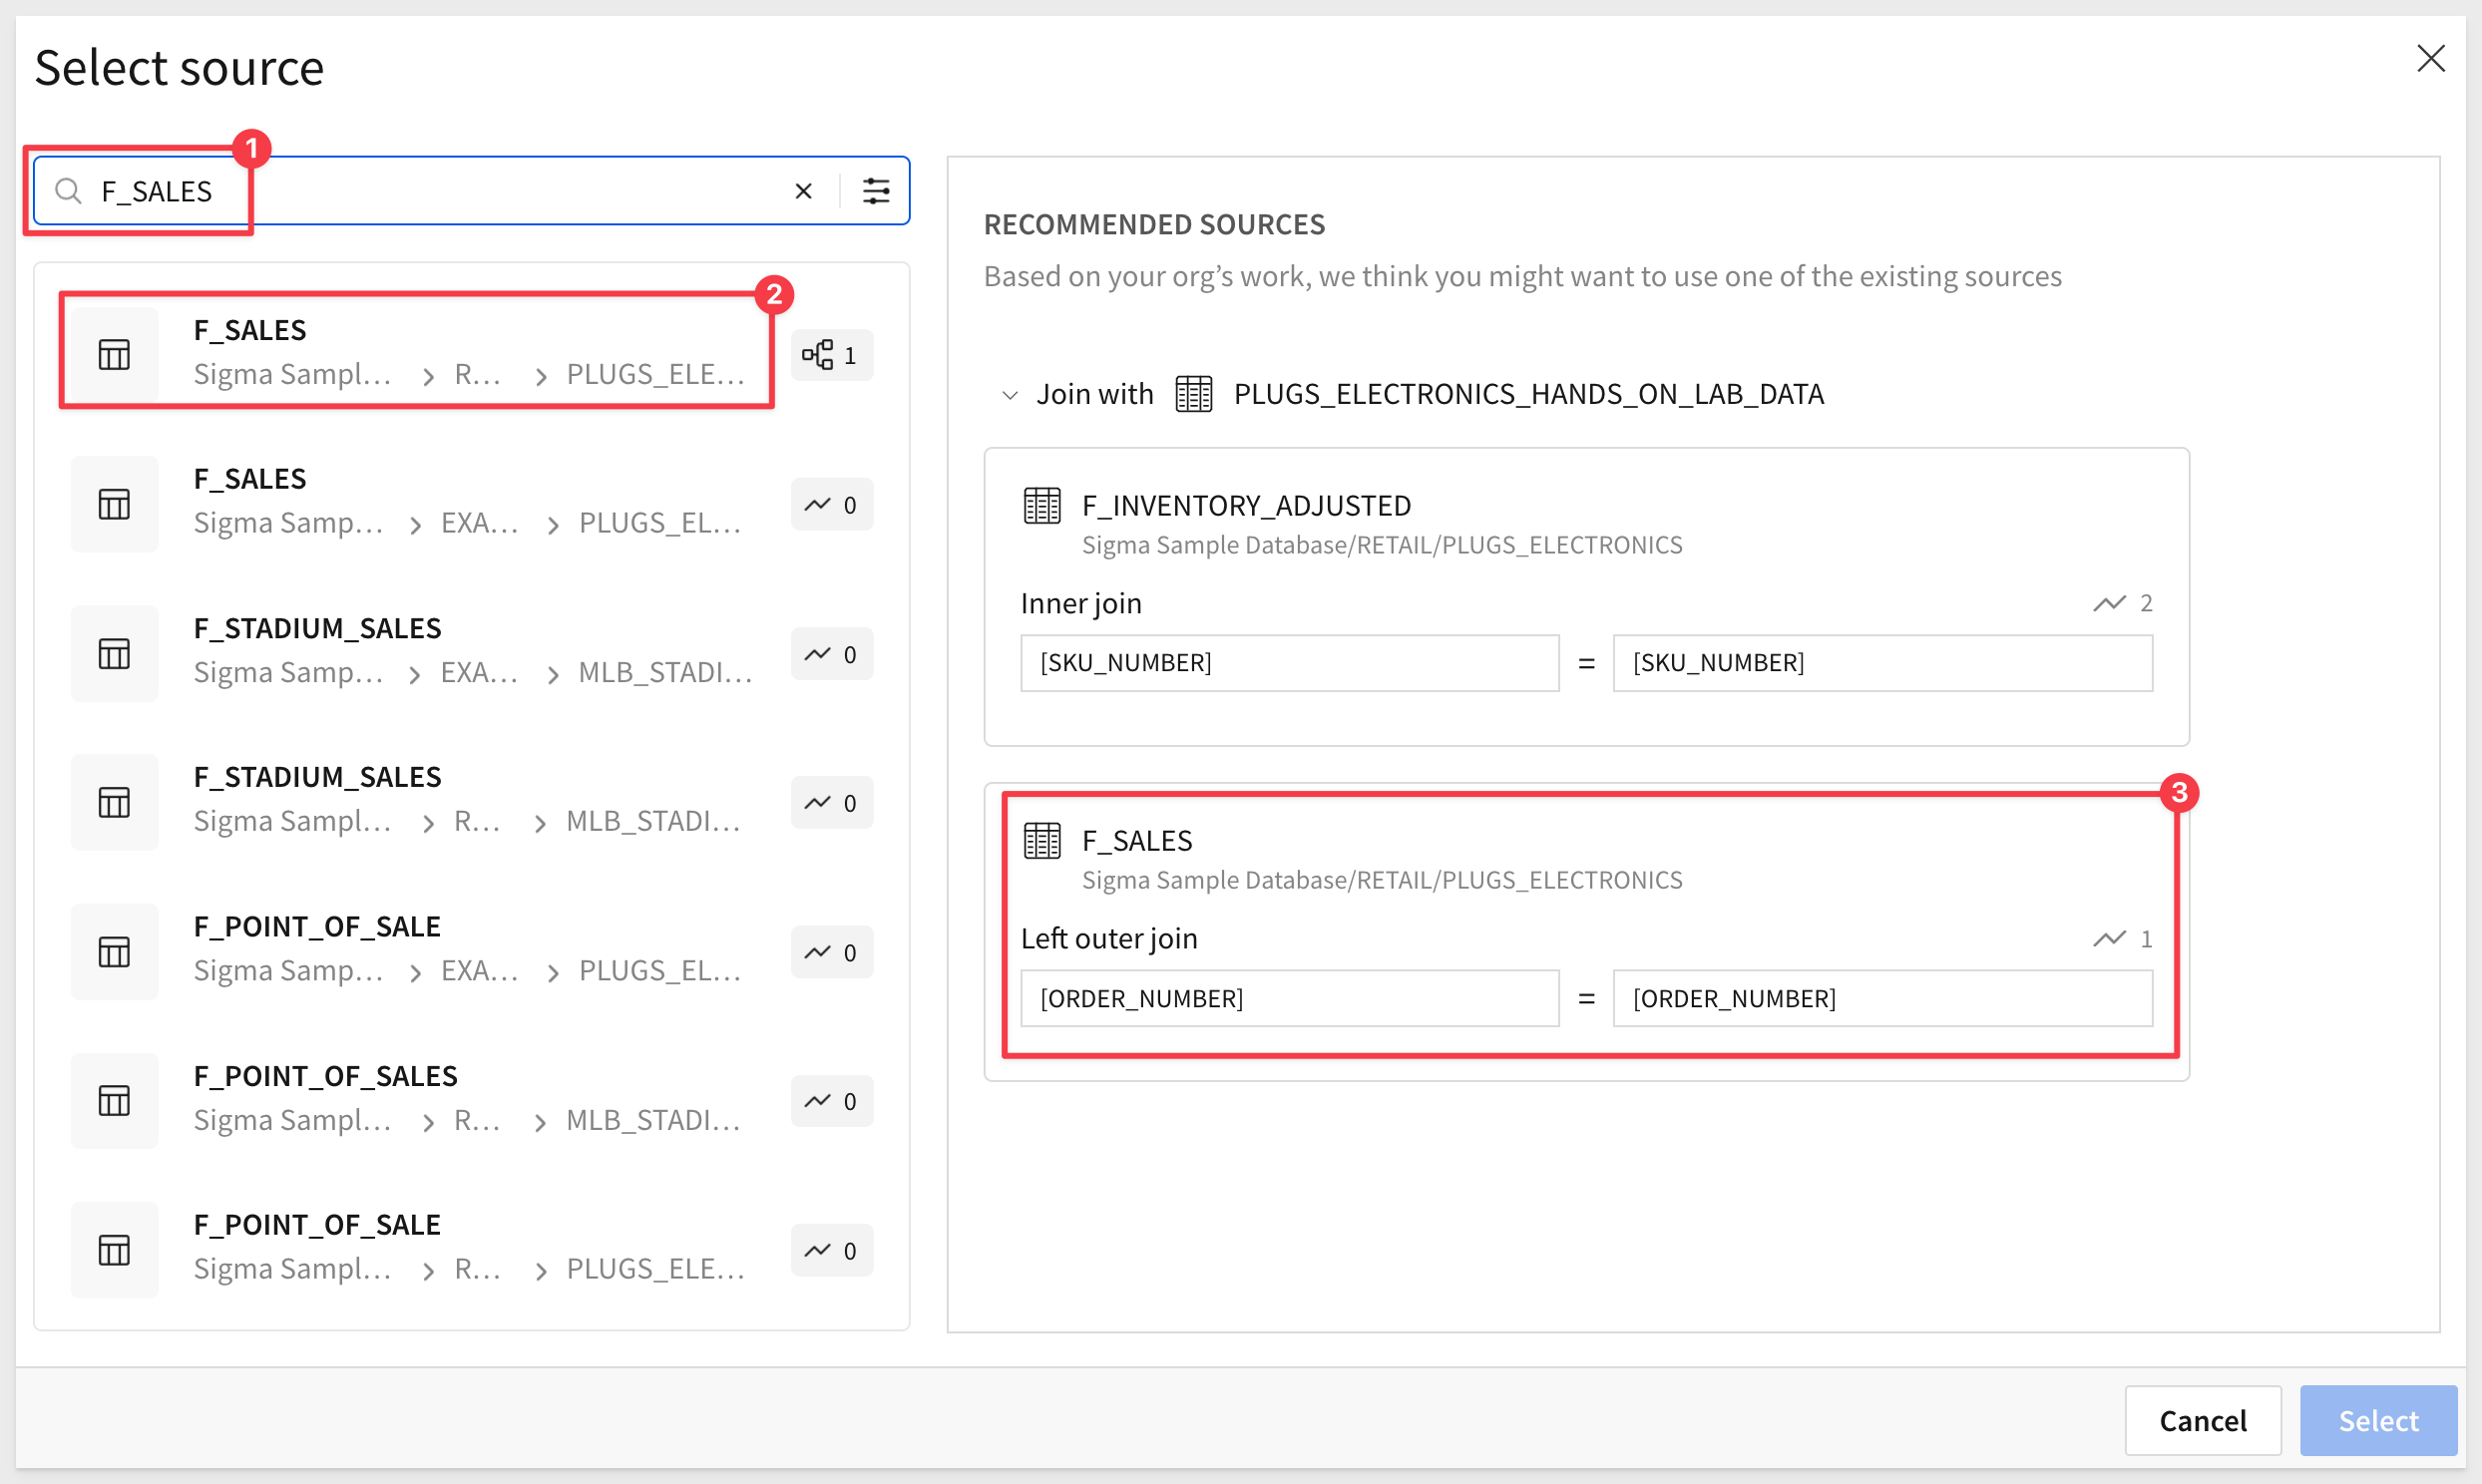 Select source
1
F_SALES
2
F_SALES
Sigma Sampl... > R... > PLUGS_ELE...
1
F_SALES
Sigma Samp... > EXA... > PLUGS_EL...
0
F_STADIUM_SALES
Sigma Samp... > EXA... > MLB_STADI...
0
F_STADIUM_SALES
Sigma Sampl... > R... > MLB_STADI...
0
F_POINT_OF_SALE
Sigma Samp... > EXA... > PLUGS_EL...
0
F_POINT_OF_SALES
Sigma Sampl... > R... > MLB_STADI...
0
F_POINT_OF_SALE
Sigma Sampl... > R... > PLUGS_ELE...
0
RECOMMENDED SOURCES
Based on your org’s work, we think you might want to use one of the existing sources
Join with PLUGS_ELECTRONICS_HANDS_ON_LAB_DATA
F_INVENTORY_ADJUSTED
Sigma Sample Database/RETAIL/PLUGS_ELECTRONICS
Inner join 2
[SKU_NUMBER] = [SKU_NUMBER]
3
F_SALES
Sigma Sample Database/RETAIL/PLUGS_ELECTRONICS
Left outer join 1
[ORDER_NUMBER] = [ORDER_NUMBER]
Cancel Select